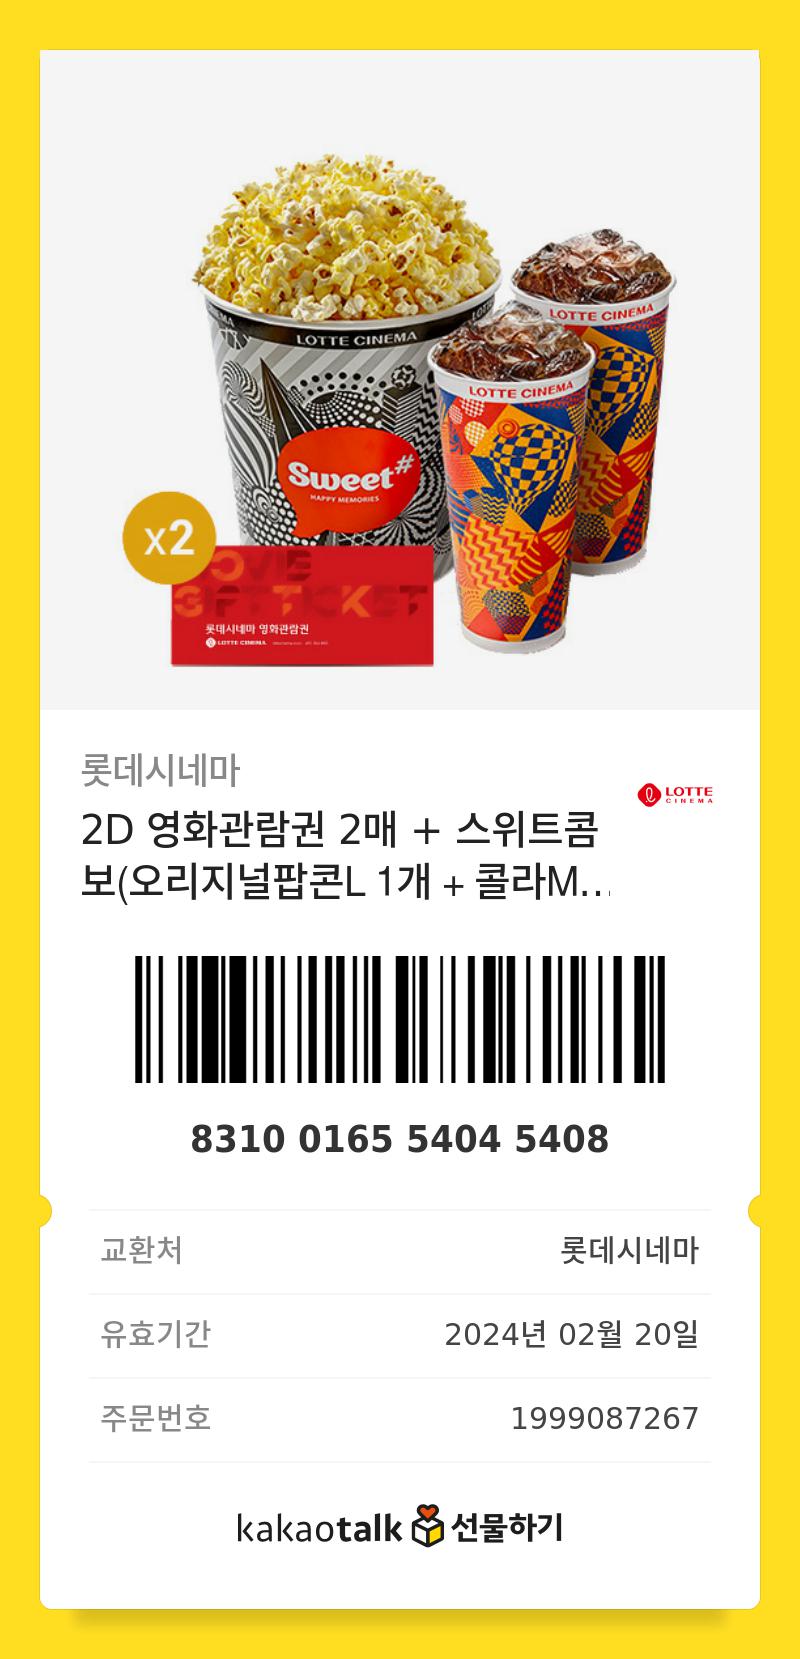 LOTTE CINEMA
LOTTE CINEMA
LOTTE CINEMA
Sweet#
HAPPY MEMORIES
x2
MOVIE
GIFT TICKET
롯데시네마 영화관람권
LOTTE CINEMA
롯데시네마
LOTTE
CINEMA
2D 영화관람권 2매 + 스위트콤
보(오리지널팝콘L 1개 + 콜라M...
8310 0165 5404 5408
교환처 롯데시네마
유효기간 2024년 02월 20일
주문번호 1999087267
kakaotalk 선물하기